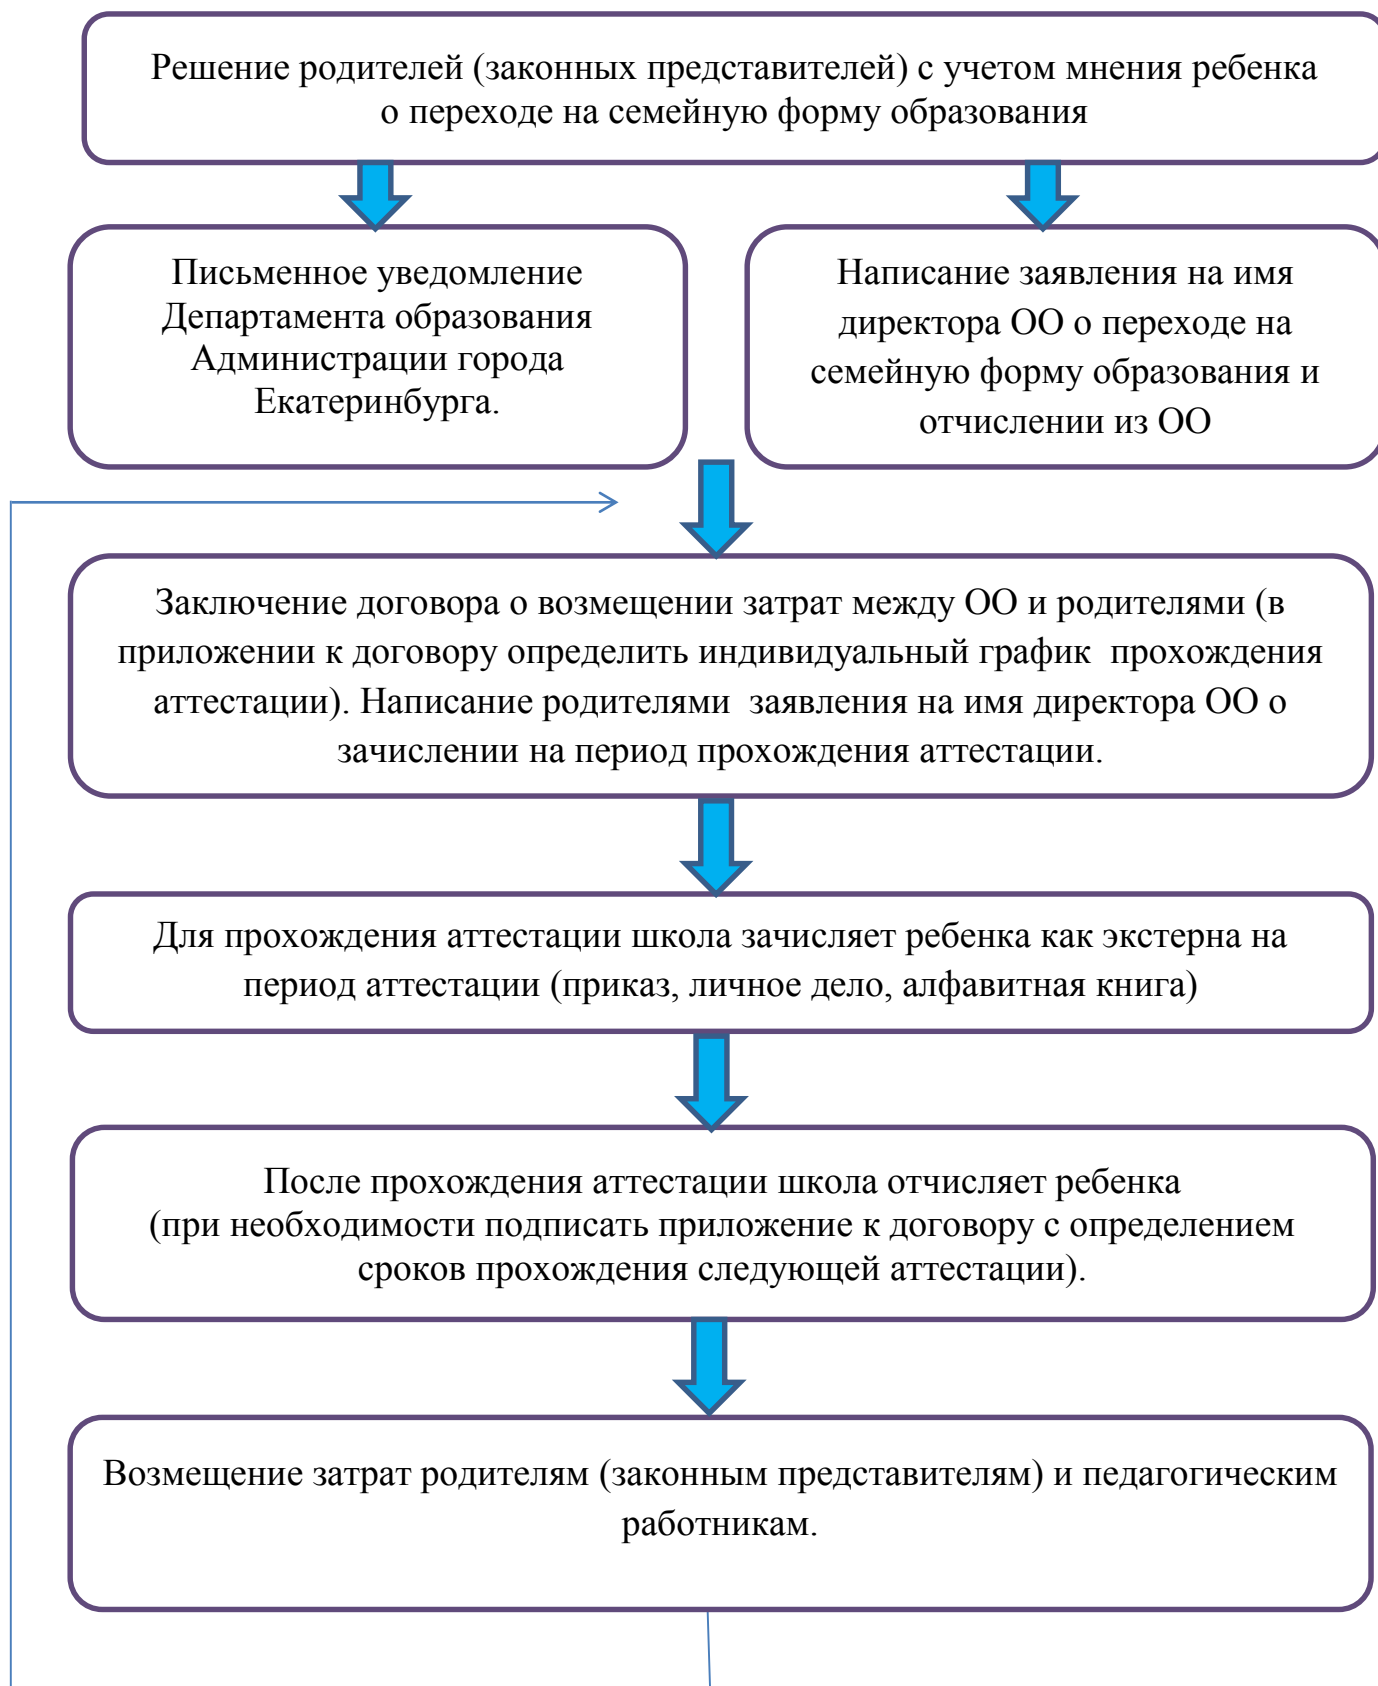 Решение родителей (законных представителей) с учетом мнения ребенка
о переходе на семейную форму образования
Письменное уведомление
Департамента образования
Администрации города
Екатеринбурга.
Написание заявления на имя
директора ОО о переходе на
семейную форму образования и
отчислении из ОО
Заключение договора о возмещении затрат между ОО и родителями (в
приложении к договору определить индивидуальный график прохождения
аттестации). Написание родителями заявления на имя директора ОО о
зачислении на период прохождения аттестации.
Для прохождения аттестации школа зачисляет ребенка как экстерна на
период аттестации (приказ, личное дело, алфавитная книга)
После прохождения аттестации школа отчисляет ребенка
(при необходимости подписать приложение к договору с определением
сроков прохождения следующей аттестации).
Возмещение затрат родителям (законным представителям) и педагогическим
работникам.